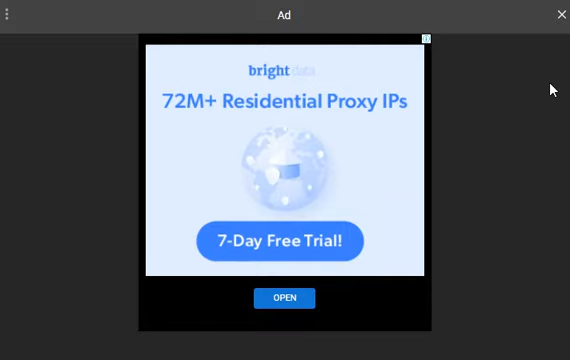 Ad
bright data
72M+ Residential Proxy IPs
7-Day Free Trial!
OPEN